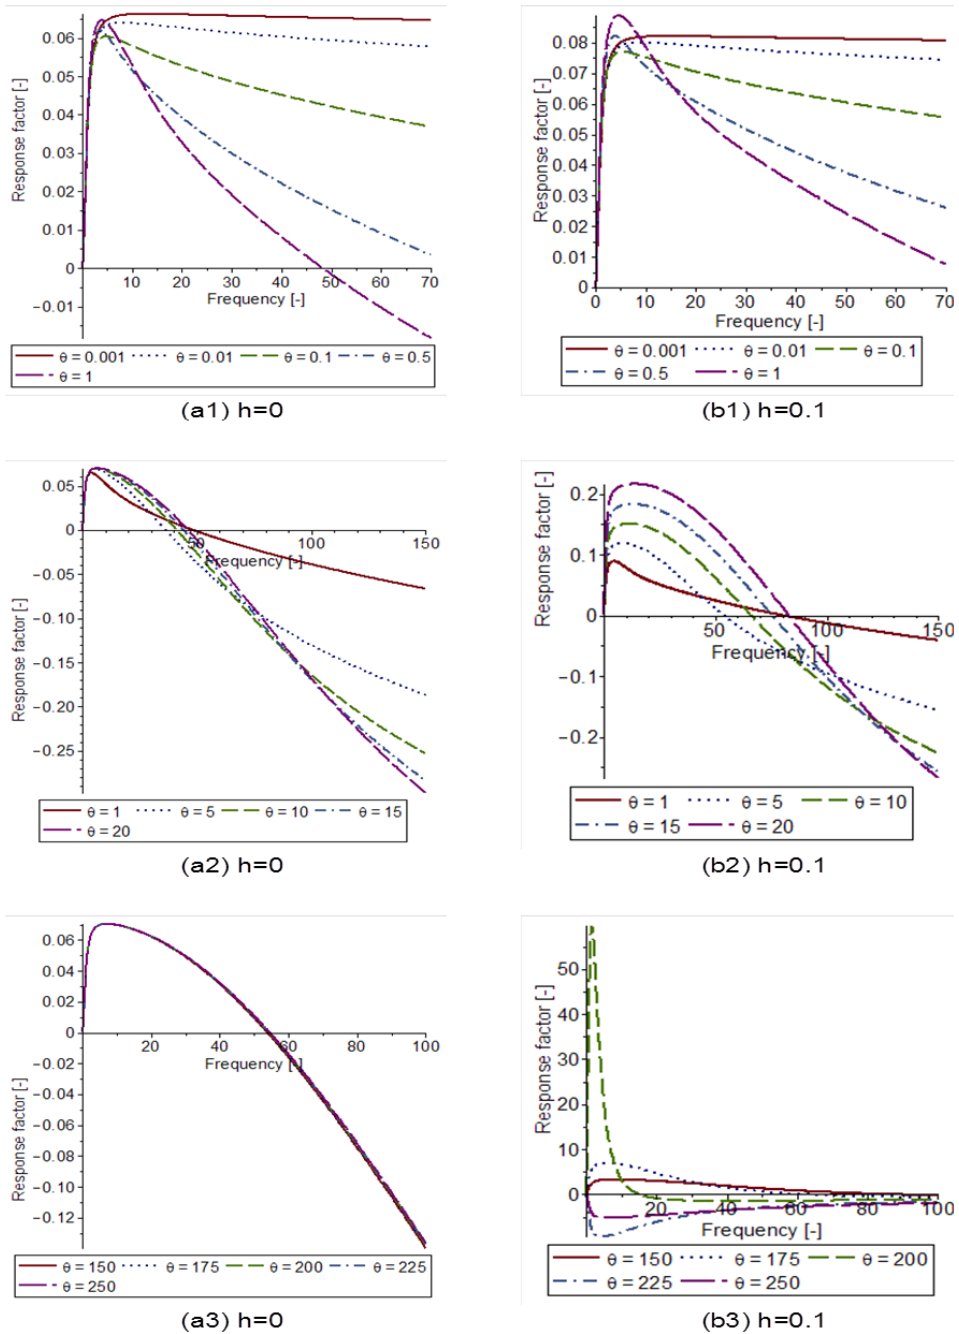 Response factor [-]
0.06
0.05
0.04
0.03
0.02
0.01
0
−0.01
10 20 30 40 50 60 70
Frequency [-]
θ = 0.001 θ = 0.01 θ = 0.1 θ = 0.5
θ = 1
(a1) h=0
Response factor [-]
0.08
0.07
0.06
0.05
0.04
0.03
0.02
0.01
0
0 10 20 30 40 50 60 70
Frequency [-]
θ = 0.001 θ = 0.01 θ = 0.1
θ = 0.5 θ = 1
(b1) h=0.1
Response factor [-]
0.05
0
−0.05
−0.10
−0.15
−0.20
−0.25
50 100 150
Frequency [-]
θ = 1 θ = 5 θ = 10 θ = 15
θ = 20
(a2) h=0
Response factor [-]
0.2
0.1
0
−0.1
−0.2
50 100 150
Frequency [-]
θ = 1 θ = 5 θ = 10
θ = 15 θ = 20
(b2) h=0.1
Response factor [-]
0.06
0.04
0.02
0
−0.02
−0.04
−0.06
−0.08
−0.10
−0.12
20 40 60 80 100
Frequency [-]
θ = 150 θ = 175 θ = 200 θ = 225
θ = 250
(a3) h=0
Response factor [-]
50
40
30
20
10
0
20 40 60 80 100
Frequency [-]
θ = 150 θ = 175 θ = 200
θ = 225 θ = 250
(b3) h=0.1